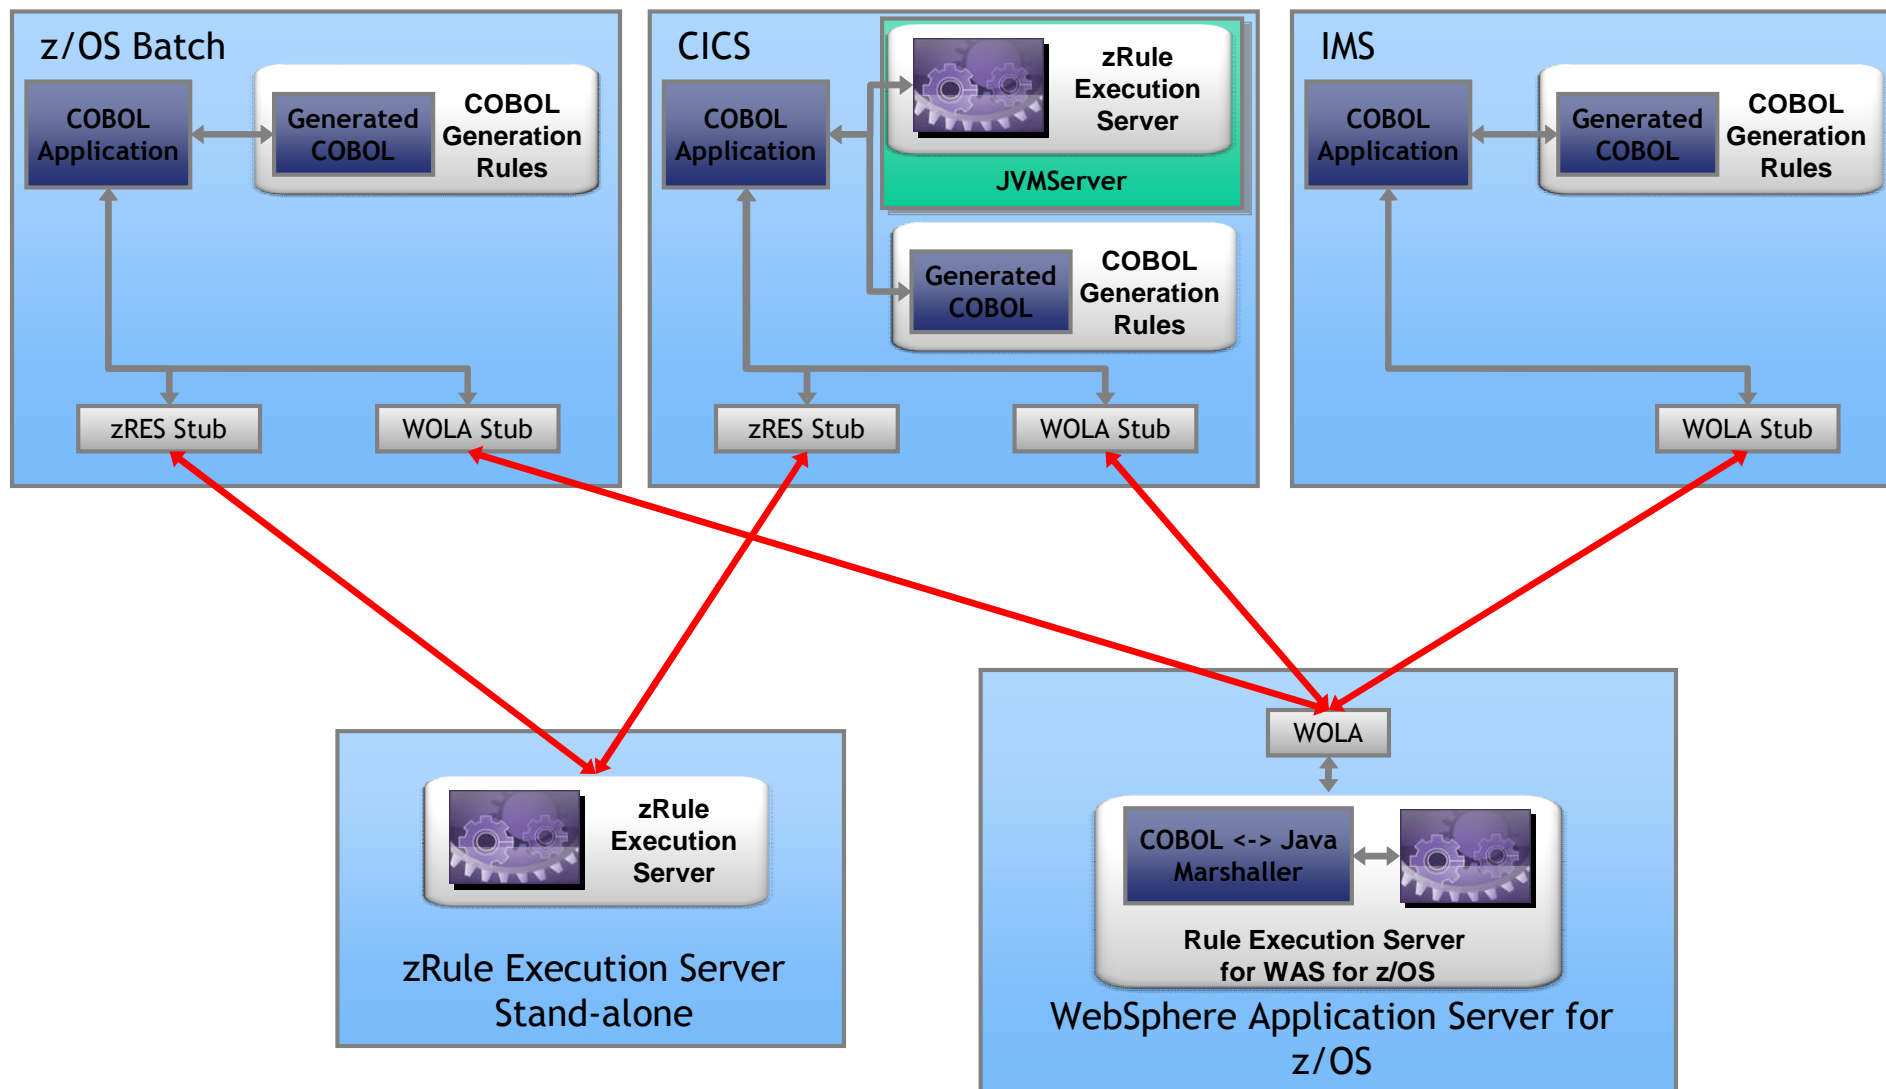 z/OS Batch
COBOL
Application
Generated
COBOL
COBOL
Generation
Rules
zRES Stub
WOLA Stub
CICS
COBOL
Application
zRule
Execution
Server
JVMServer
Generated
COBOL
COBOL
Generation
Rules
zRES Stub
WOLA Stub
IMS
COBOL
Application
Generated
COBOL
COBOL
Generation
Rules
WOLA Stub
zRule
Execution
Server
zRule Execution Server
Stand-alone
WOLA
COBOL <-> Java
Marshaller
Rule Execution Server
for WAS for z/OS
WebSphere Application Server for
z/OS